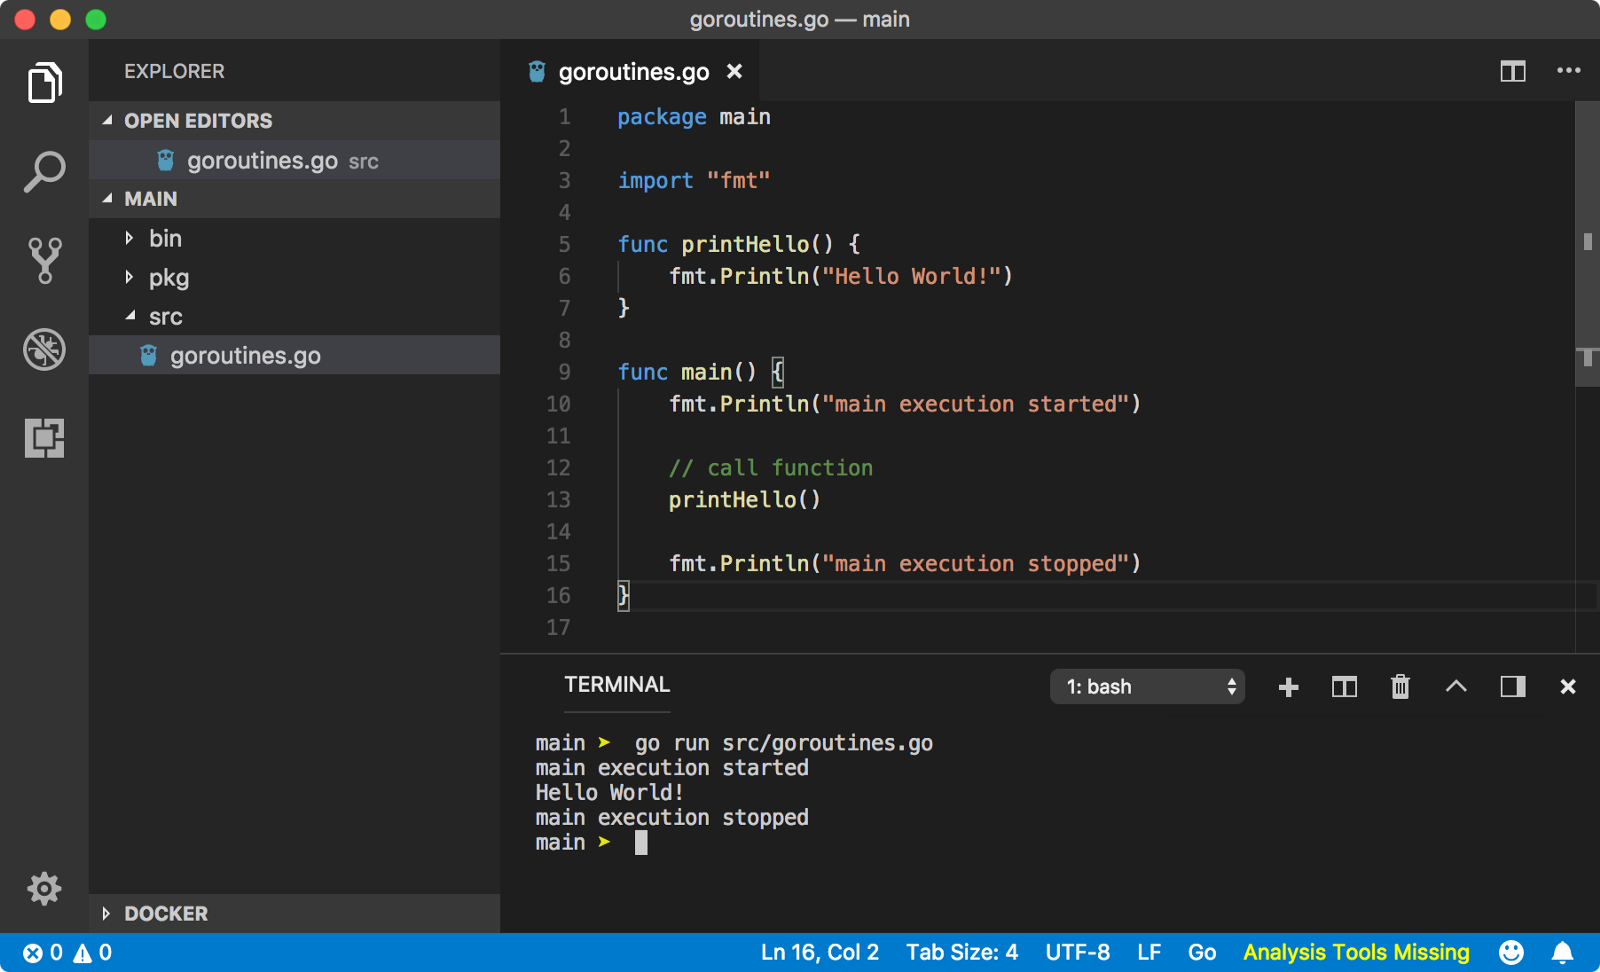 goroutines.go — main
EXPLORER
OPEN EDITORS
goroutines.go src
MAIN
bin
pkg
src
goroutines.go
DOCKER
goroutines.go
1 package main
2
3 import "fmt"
4
5 func printHello() {
6 fmt.Println("Hello World!")
7 }
8
9 func main() {
10 fmt.Println("main execution started")
11
12 // call function
13 printHello()
14
15 fmt.Println("main execution stopped")
16 }
17
TERMINAL
1: bash
main ➤ go run src/goroutines.go
main execution started
Hello World!
main execution stopped
main ➤
0 0 Ln 16, Col 2 Tab Size: 4 UTF-8 LF Go Analysis Tools Missing